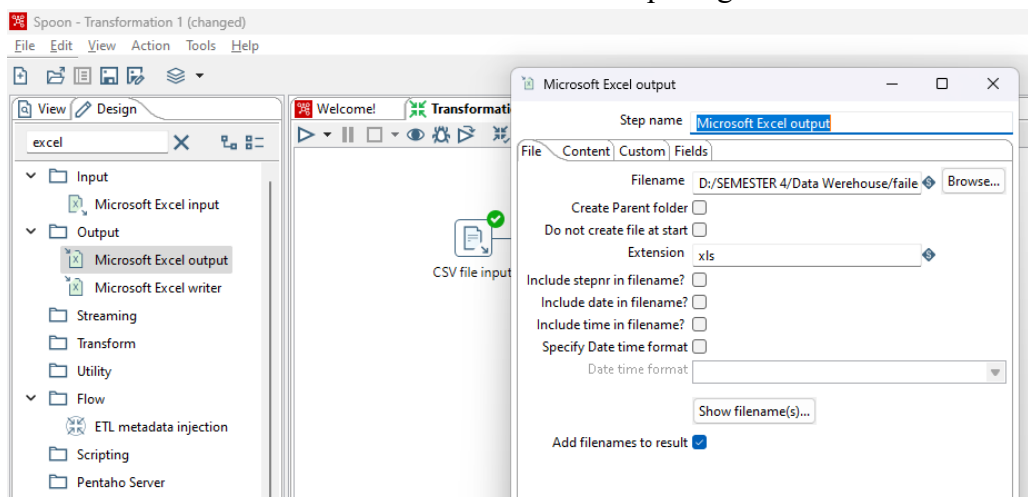 Spoon - Transformation 1 (changed)
File Edit View Action Tools Help
View Design
excel
Input
Microsoft Excel input
Output
Microsoft Excel output
Microsoft Excel writer
Streaming
Transform
Utility
Flow
ETL metadata injection
Scripting
Pentaho Server
Welcome! Transformati
CSV file input
Microsoft Excel output
Step name Microsoft Excel output
File Content Custom Fields
Filename D:/SEMESTER 4/Data Werehouse/faile Browse...
Create Parent folder
Do not create file at start
Extension xls
Include stepnr in filename?
Include date in filename?
Include time in filename?
Specify Date time format
Date time format
Show filename(s)...
Add filenames to result